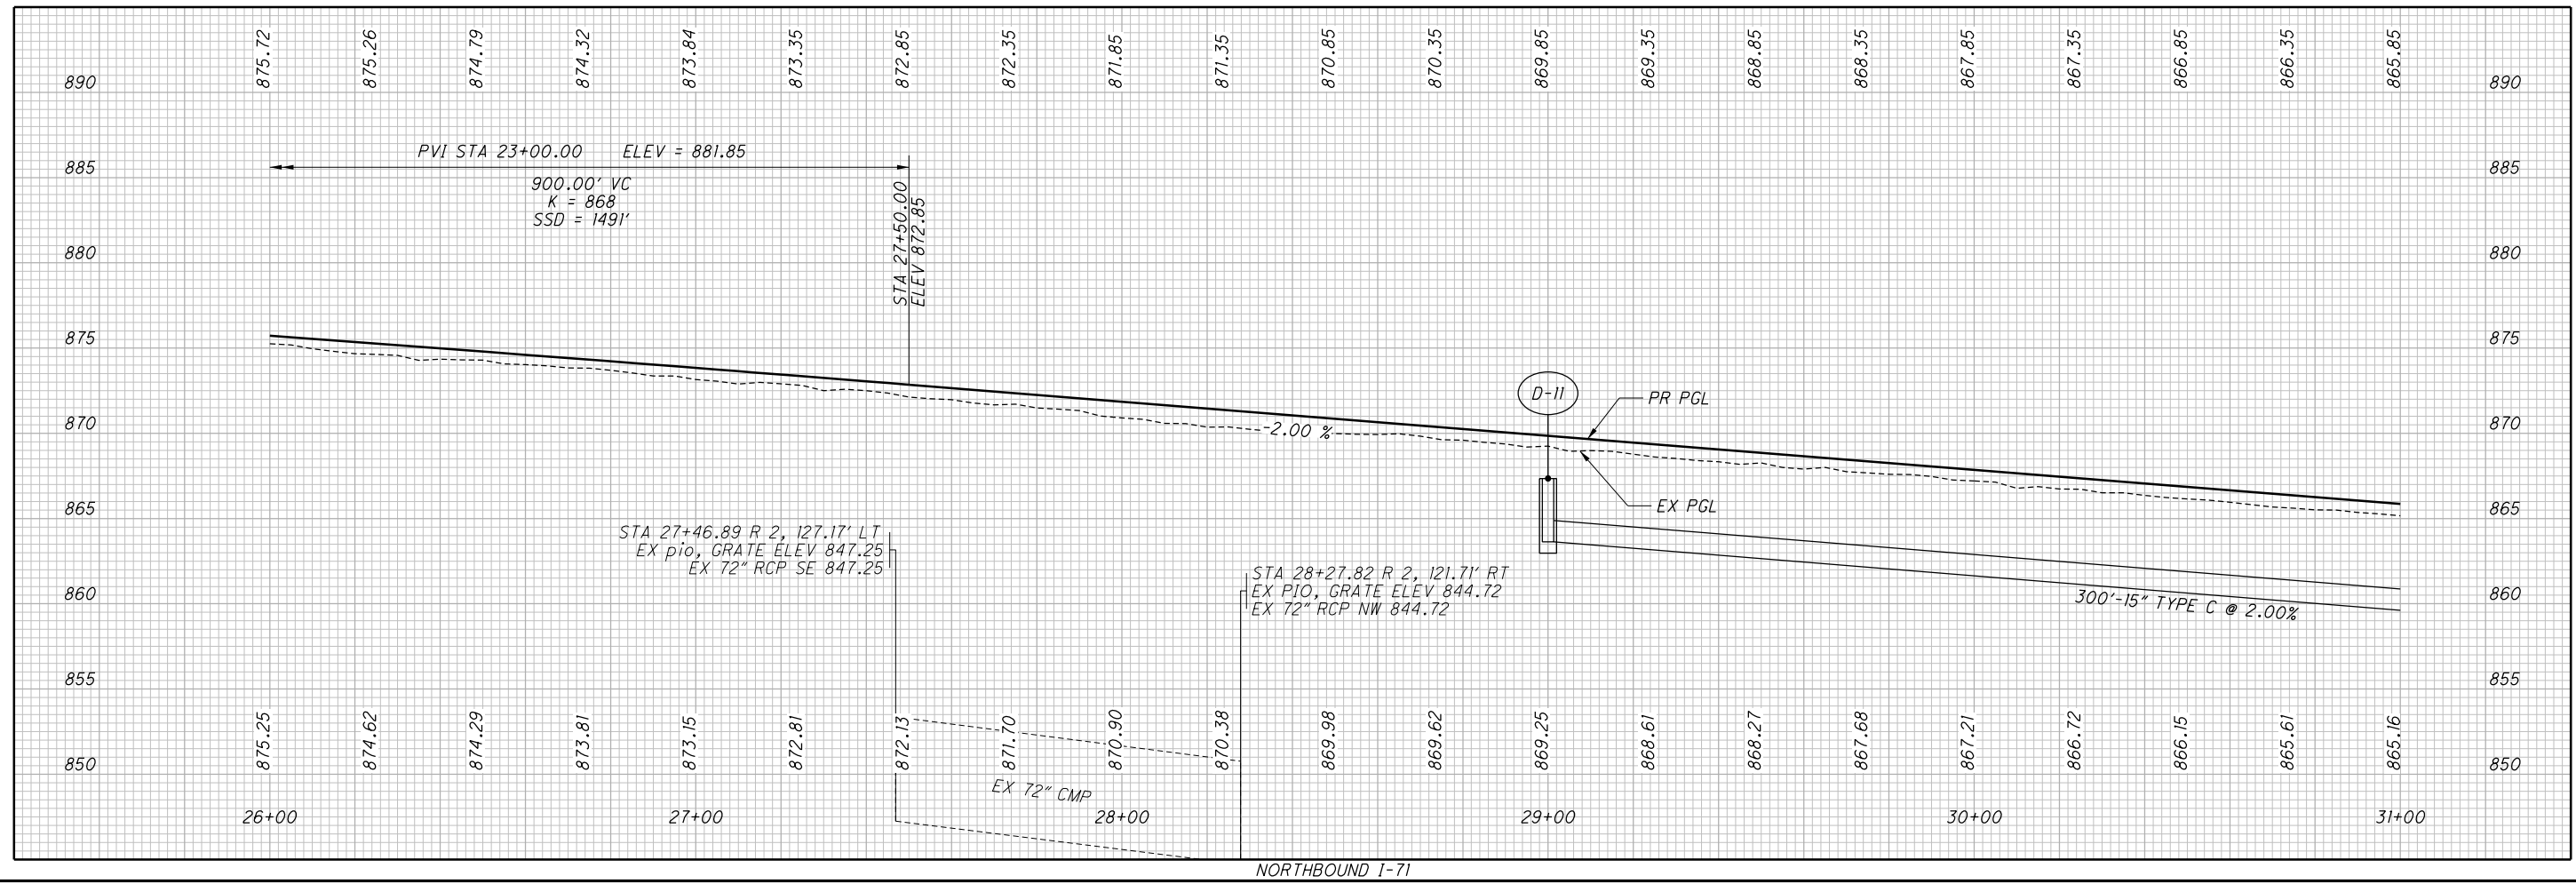 875.72 875.26 874.79 874.32 873.84 873.35 872.85 872.35 871.85 871.35 870.85 870.35 869.85 869.35 868.85 868.35 867.85 867.35 866.85 866.35 865.85
890 890
PVI STA 23+00.00 ELEV = 881.85
885 885
900.00' VC
K = 868
SSD = 1491'
STA 27+50.00
ELEV 872.85
880 880
875 875
D-11
PR PGL
870 870
-2.00 %
EX PGL
865 865
STA 27+46.89 R 2, 127.17' LT
EX pio, GRATE ELEV 847.25
EX 72" RCP SE 847.25
STA 28+27.82 R 2, 121.71' RT
EX PIO, GRATE ELEV 844.72
EX 72" RCP NW 844.72
860 860
300'-15" TYPE C @ 2.00%
855 855
875.25 874.62 874.29 873.81 873.15 872.81 872.13 871.70 870.90 870.38 869.98 869.62 869.25 868.61 868.27 867.68 867.21 866.72 866.15 865.61 865.16
850 850
EX 72" CMP
26+00 27+00 28+00 29+00 30+00 31+00
NORTHBOUND I-71